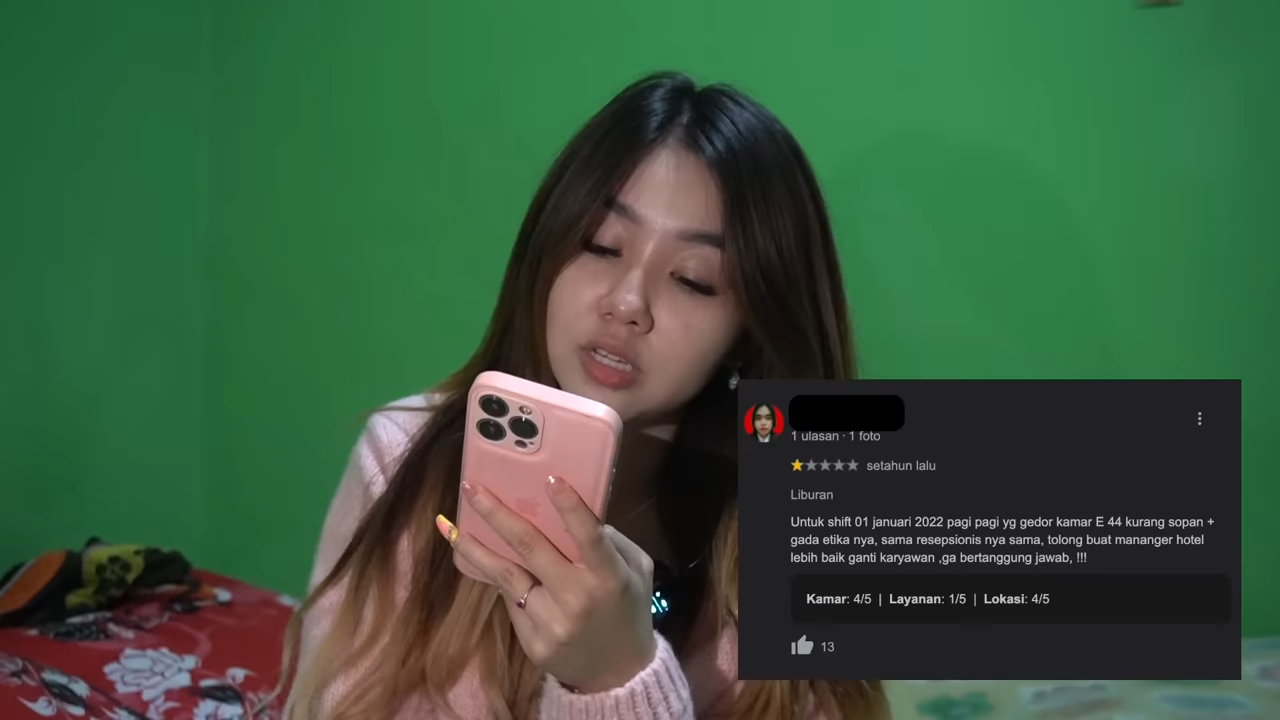 1 ulasan · 1 foto
setahun lalu
Liburan
Untuk shift 01 januari 2022 pagi pagi yg gedor kamar E 44 kurang sopan +
gada etika nya, sama resepsionis nya sama, tolong buat mananger hotel
lebih baik ganti karyawan ,ga bertanggung jawab, !!!
Kamar: 4/5 | Layanan: 1/5 | Lokasi: 4/5
13